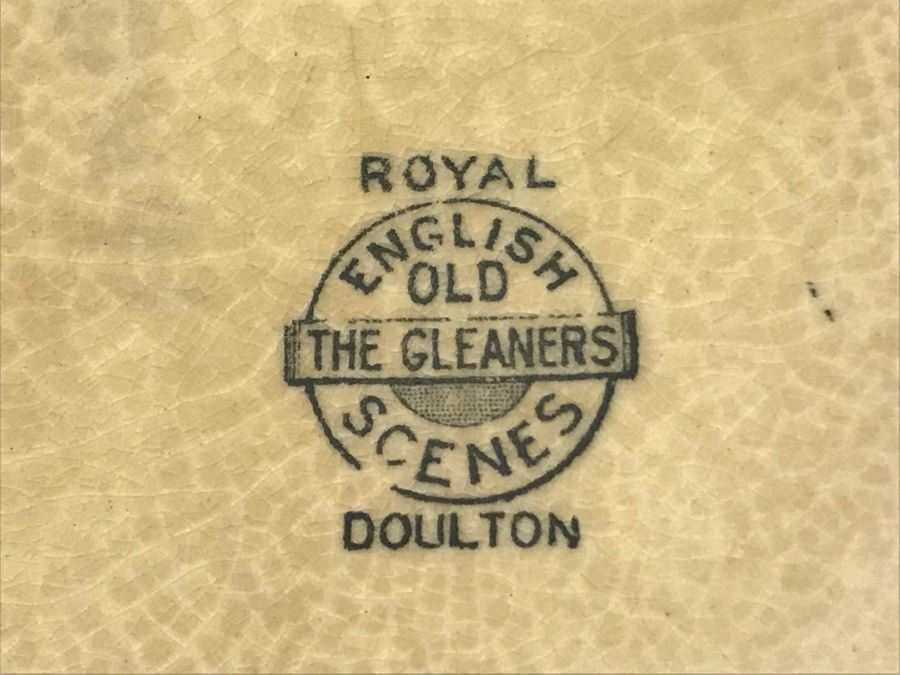 ROYAL
ENGLISH
OLD
THE GLEANERS
SCENES
DOULTON